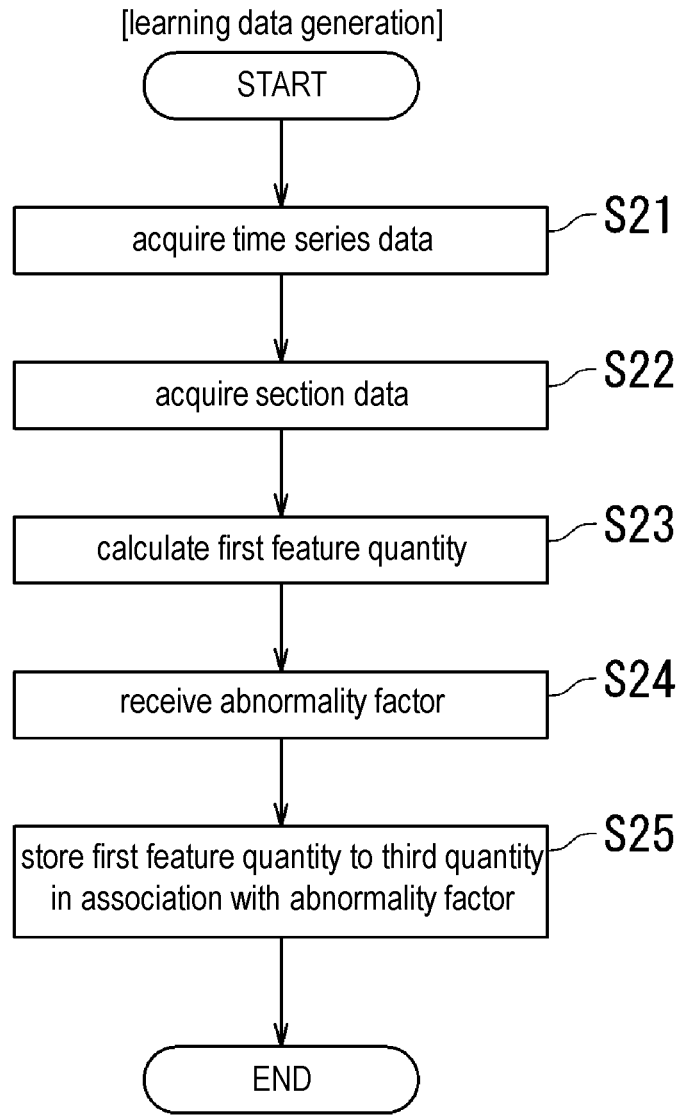 [learning data generation]
START
acquire time series data
S21
acquire section data
S22
calculate first feature quantity
S23
receive abnormality factor
S24
store first feature quantity to third quantity
in association with abnormality factor
S25
END